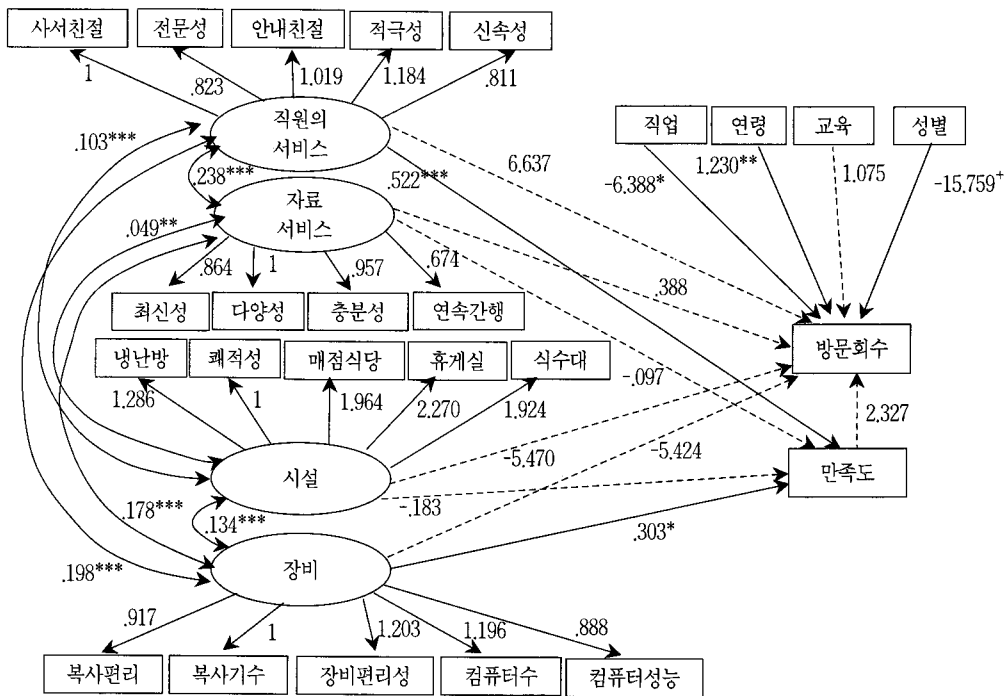 사서친절 전문성 안내친절 적극성 신속성
1 .823 1.019 1.184 .811
직원의
서비스
직업 연령 교육 성별
.103***
6.637
-6.388* 1.230** 1.075 -15.759+
.238***
.522***
자료
서비스
.049**
.864 1 .957 .674
.388
최신성 다양성 충분성 연속간행
방문회수
냉난방 쾌적성 매점식당 휴게실 식수대
-.097
1.286 1 1.964 2.270 1.924
2.327
-5.470 -5.424
시설
만족도
-.183
.178*** .134***
.303*
.198***
장비
.917 1 1.203 1.196 .888
복사편리 복사기수 장비편리성 컴퓨터수 컴퓨터성능